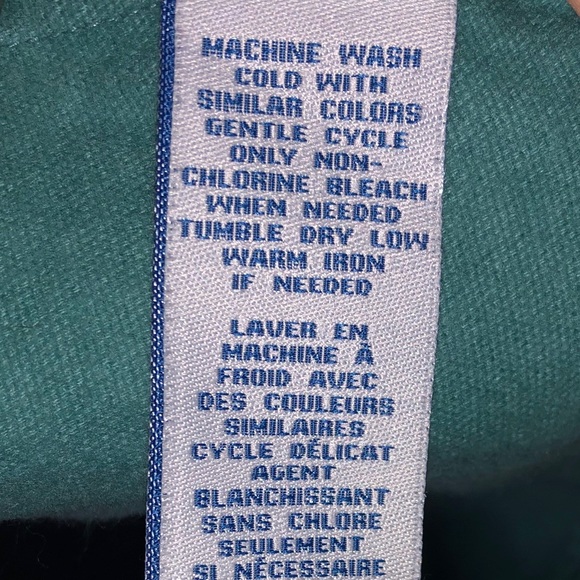 MACHINE WASH
COLD WITH
SIMILAR COLORS
GENTLE CYCLE
ONLY NON-
CHLORINE BLEACH
WHEN NEEDED
TUMBLE DRY LOW
WARM IRON
IF NEEDED
LAVER EN
MACHINE À
FROID AVEC
DES COULEURS
SIMILAIRES
CYCLE DÉLICAT
AGENT
BLANCHISSANT
SANS CHLORE
SEULEMENT
SI NÉCESSAIRE